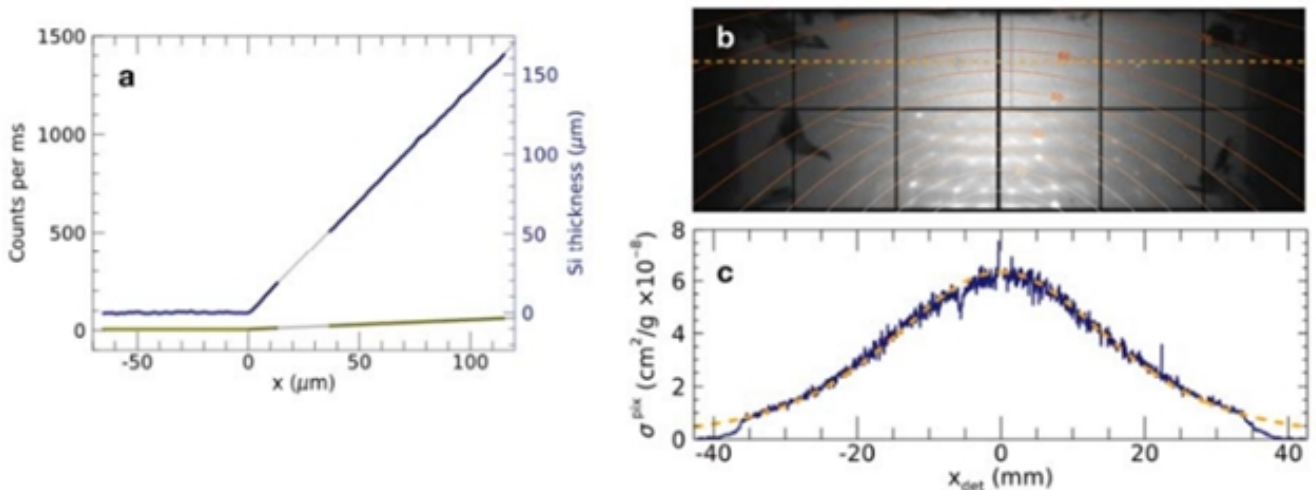 a
1500
1000
500
0
Counts per ms
150
100
50
0
Si thickness (µm)
-50
0
50
100
x (µm)
b
c
8
6
4
2
0
σ^pix (cm²/g ×10⁻⁸)
-40
-20
0
20
40
x_det (mm)